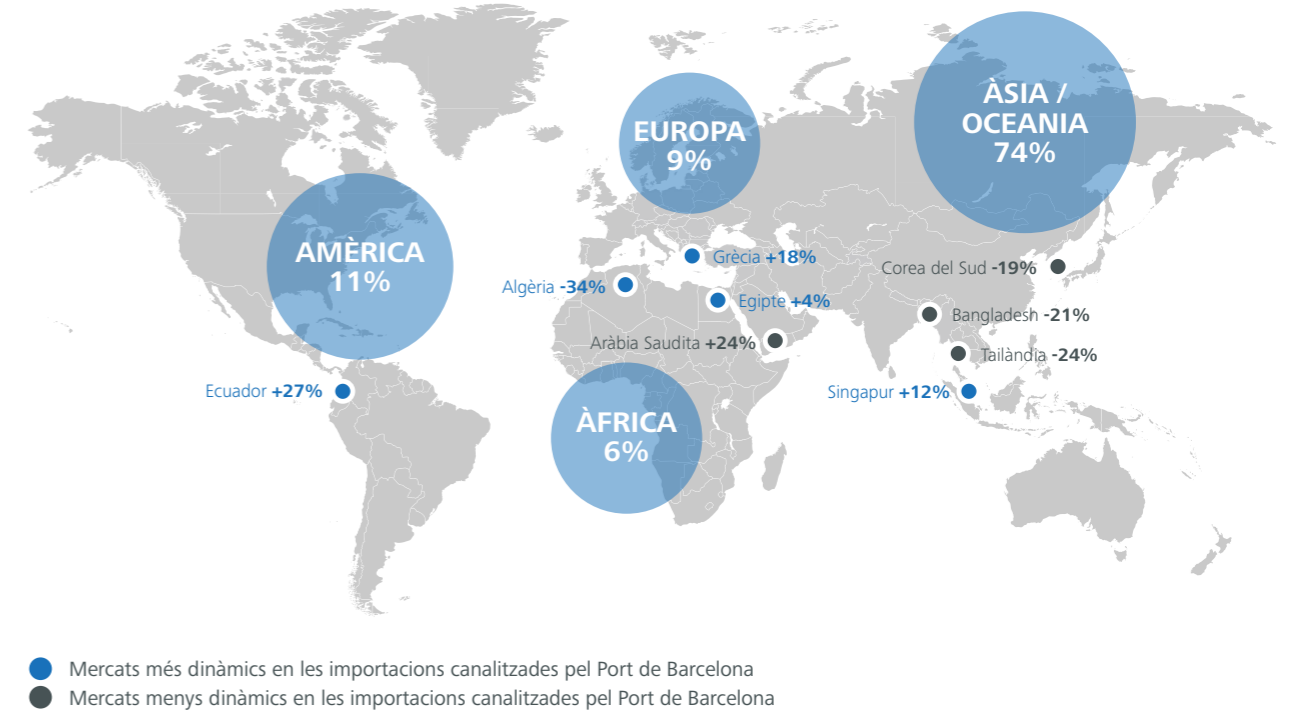 ÀSIA /
OCEANIA
74%
EUROPA
9%
AMÈRICA
11%
Grècia +18%
Corea del Sud -19%
Algèria -34%
Egipte +4%
Bangladesh -21%
Aràbia Saudita +24%
Tailàndia -24%
Ecuador +27%
Singapur +12%
ÀFRICA
6%
Mercats més dinàmics en les importacions canalitzades pel Port de Barcelona
Mercats menys dinàmics en les importacions canalitzades pel Port de Barcelona